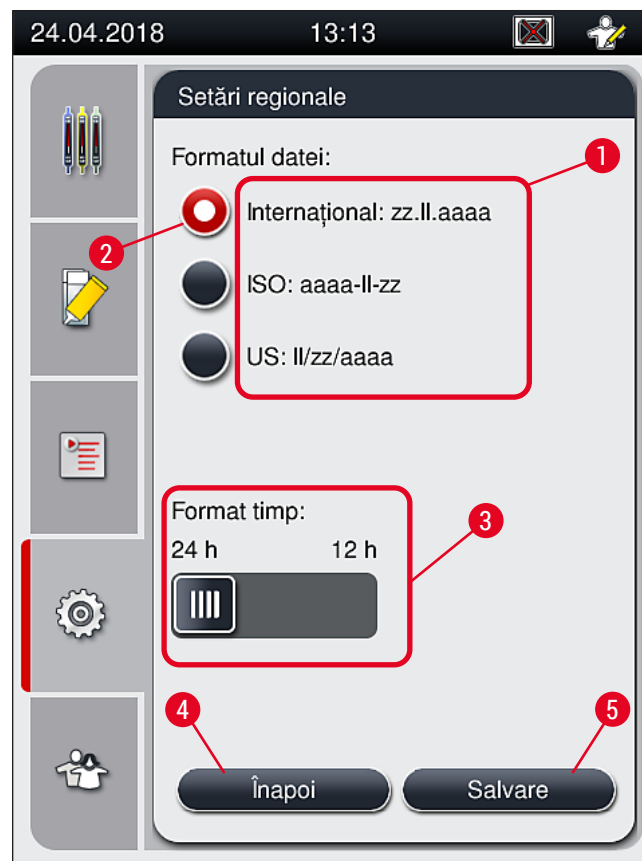 24.04.2018 13:13
Setări regionale
Formatul datei:
1
Internațional: zz.ll.aaaa
2
ISO: aaaa-ll-zz
US: ll/zz/aaaa
Format timp:
3
24 h 12 h
4 5
Înapoi Salvare